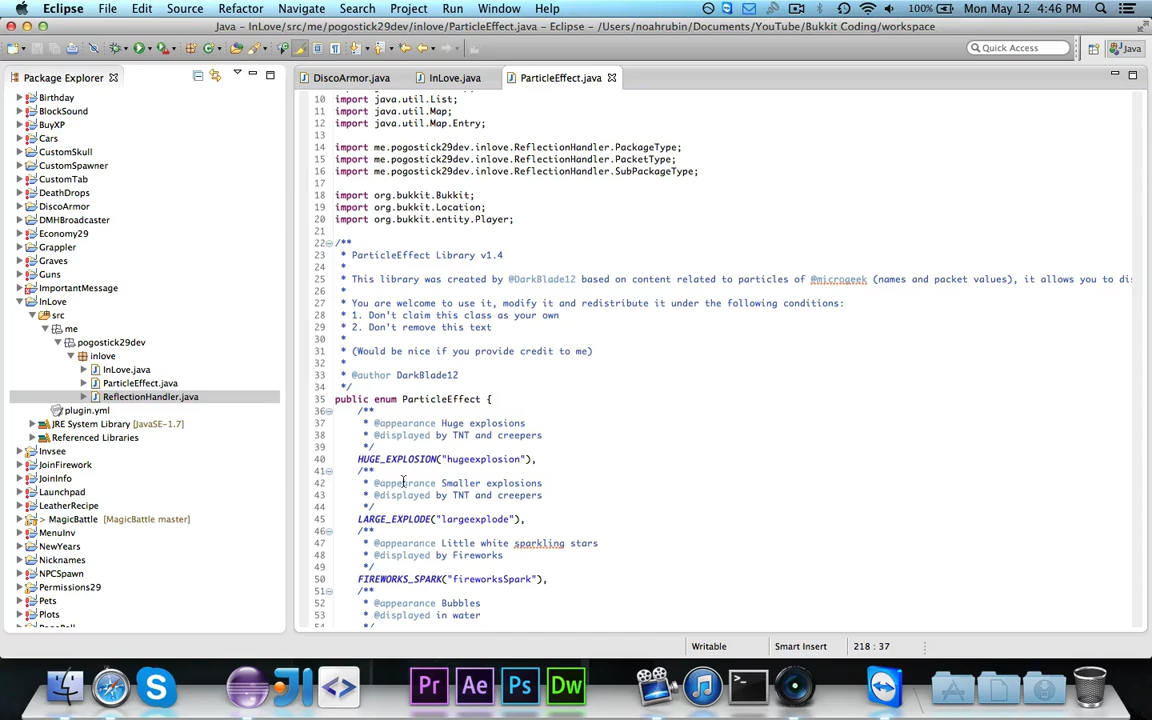 Eclipse File Edit Source Refactor Navigate Search Project Run Window Help 100% Mon May 12 4:46 PM
Java – InLove/src/me/pogostick29dev/inlove/ParticleEffect.java – Eclipse – /Users/noahrubin/Documents/YouTube/Bukkit Coding/workspace
Quick Access Java
Package Explorer
Birthday
BlockSound
BuyXP
Cars
CustomSkull
CustomSpawner
CustomTab
DeathDrops
DiscoArmor
DMHBroadcaster
Economy29
Grappler
Graves
Guns
ImportantMessage
InLove
src
me
pogostick29dev
inlove
InLove.java
ParticleEffect.java
ReflectionHandler.java
plugin.yml
JRE System Library [JavaSE-1.7]
Referenced Libraries
Invsee
JoinFirework
JoinInfo
Launchpad
LeatherRecipe
> MagicBattle [MagicBattle master]
MenuInv
NewYears
Nicknames
NPCSpawn
Permissions29
Pets
Plots
DiscoArmor.java InLove.java ParticleEffect.java
10 import java.util.List;
11 import java.util.Map;
12 import java.util.Map.Entry;
13
14 import me.pogostick29dev.inlove.ReflectionHandler.PackageType;
15 import me.pogostick29dev.inlove.ReflectionHandler.PacketType;
16 import me.pogostick29dev.inlove.ReflectionHandler.SubPackageType;
17
18 import org.bukkit.Bukkit;
19 import org.bukkit.Location;
20 import org.bukkit.entity.Player;
21
22 /**
23 * ParticleEffect Library v1.4
24 *
25 * This library was created by @DarkBlade12 based on content related to particles of @microgeek (names and packet values), it allows you to di
26 *
27 * You are welcome to use it, modify it and redistribute it under the following conditions:
28 * 1. Don't claim this class as your own
29 * 2. Don't remove this text
30 *
31 * (Would be nice if you provide credit to me)
32 *
33 * @author DarkBlade12
34 */
35 public enum ParticleEffect {
36 /**
37 * @appearance Huge explosions
38 * @displayed by TNT and creepers
39 */
40 HUGE_EXPLOSION("hugeexplosion"),
41 /**
42 * @appearance Smaller explosions
43 * @displayed by TNT and creepers
44 */
45 LARGE_EXPLODE("largeexplode"),
46 /**
47 * @appearance Little white sparkling stars
48 * @displayed by Fireworks
49 */
50 FIREWORKS_SPARK("fireworksSpark"),
51 /**
52 * @appearance Bubbles
53 * @displayed in water
Writable Smart Insert 218 : 37
Pr Ae Ps Dw